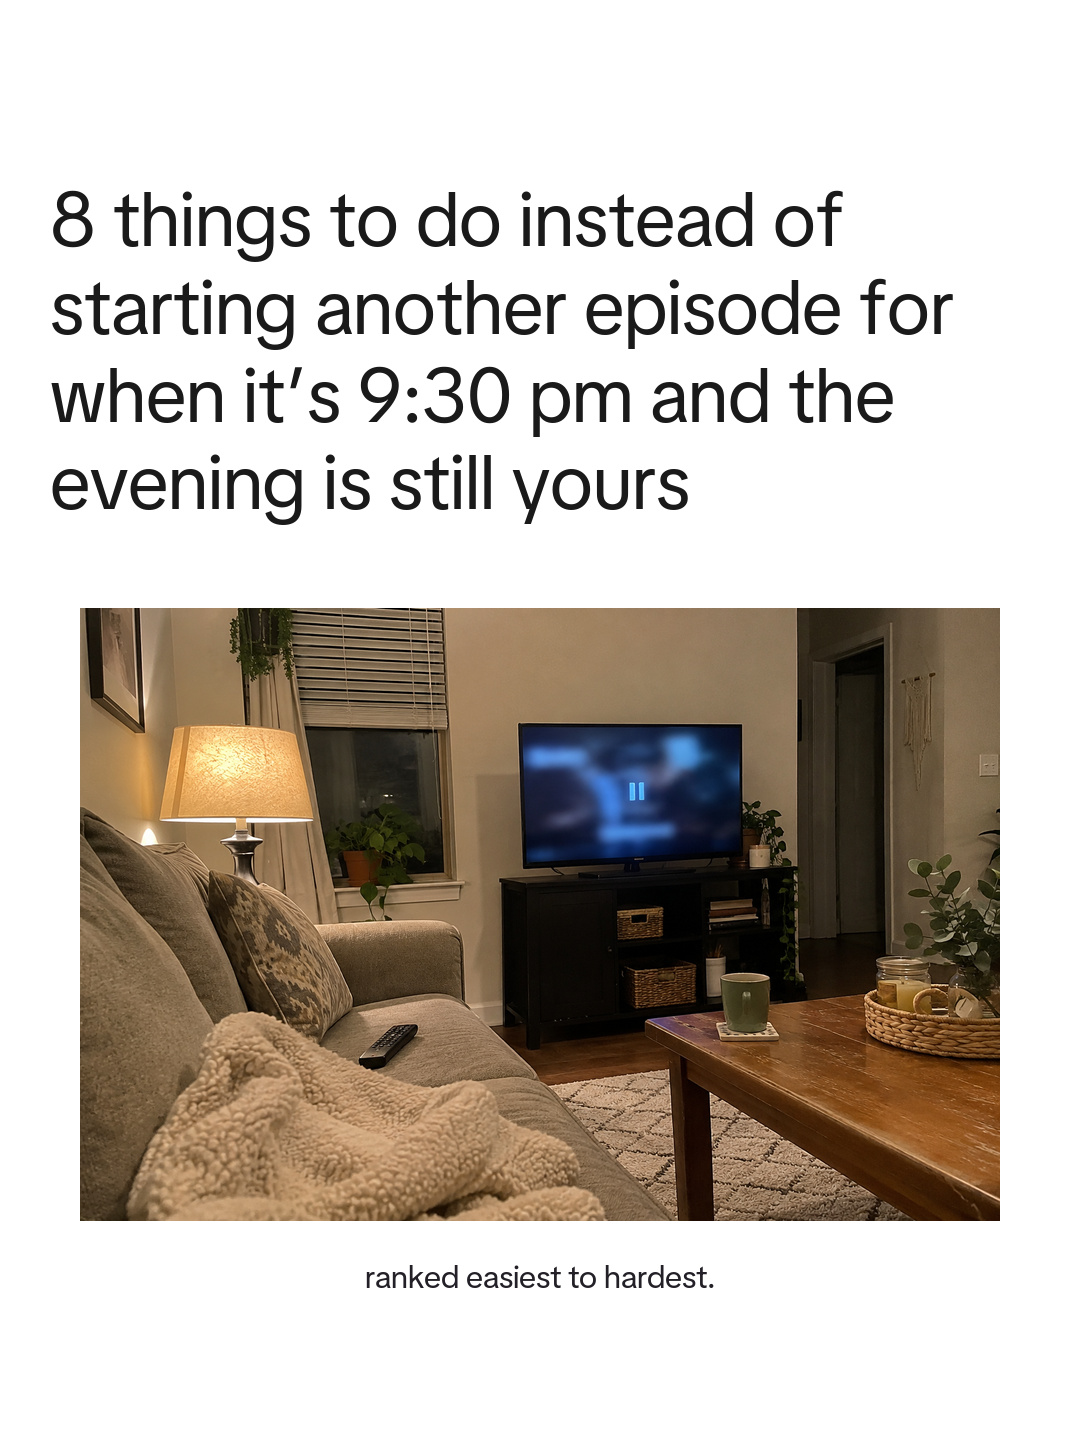 8 things to do instead of
starting another episode for
when it’s 9:30 pm and the
evening is still yours
ranked easiest to hardest.